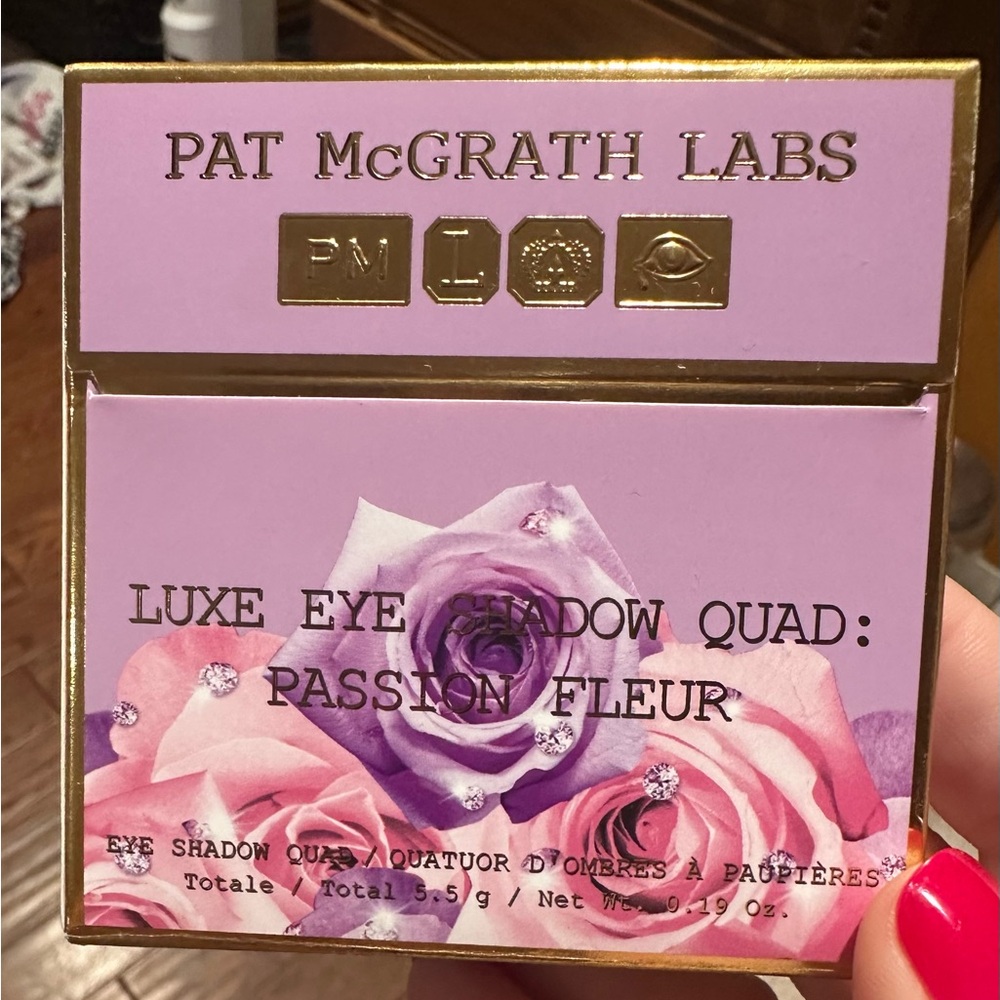 PAT McGRATH LABS
PM L
LUXE EYE SHADOW QUAD:
PASSION FLEUR
EYE SHADOW QUAD / QUATUOR D'OMBRES À PAUPIÈRES
Totale / Total 5.5 g / Net Wt. 0.19 Oz.